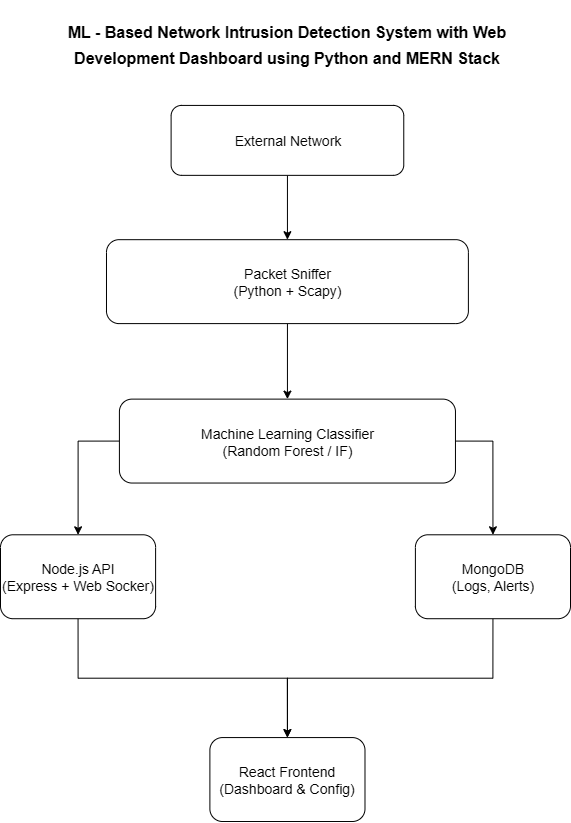 ML - Based Network Intrusion Detection System with Web
Development Dashboard using Python and MERN Stack
External Network
Packet Sniffer
(Python + Scapy)
Machine Learning Classifier
(Random Forest / IF)
Node.js API
(Express + Web Socker)
MongoDB
(Logs, Alerts)
React Frontend
(Dashboard & Config)